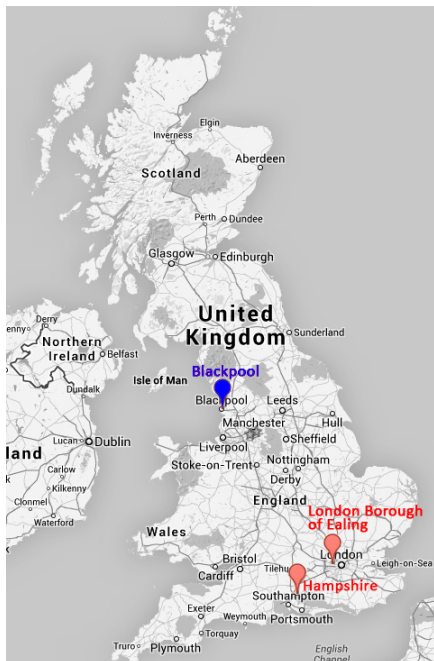 Elgin
Inverness
Aberdeen
Scotland
Perth
Dundee
Glasgow
Edinburgh
United
Kingdom
Derry
enny
Northern
Ireland
Belfast
Sunderland
Isle of Man
Blackpool
Dundalk
Blackpool
Leeds
Manchester
Hull
Lucan
Dublin
Liverpool
Sheffield
land
Stoke-on-Trent
Nottingham
Carlow
Derby
Kilkenny
Clonmel
England
London Borough
of Ealing
Waterford
Wales
Bristol
London
Tilehu
Leigh-on-Sea
Cardiff
Hampshire
Southampton
Exeter
Portsmouth
Weymouth
Torquay
Truro
Plymouth
English
Channel